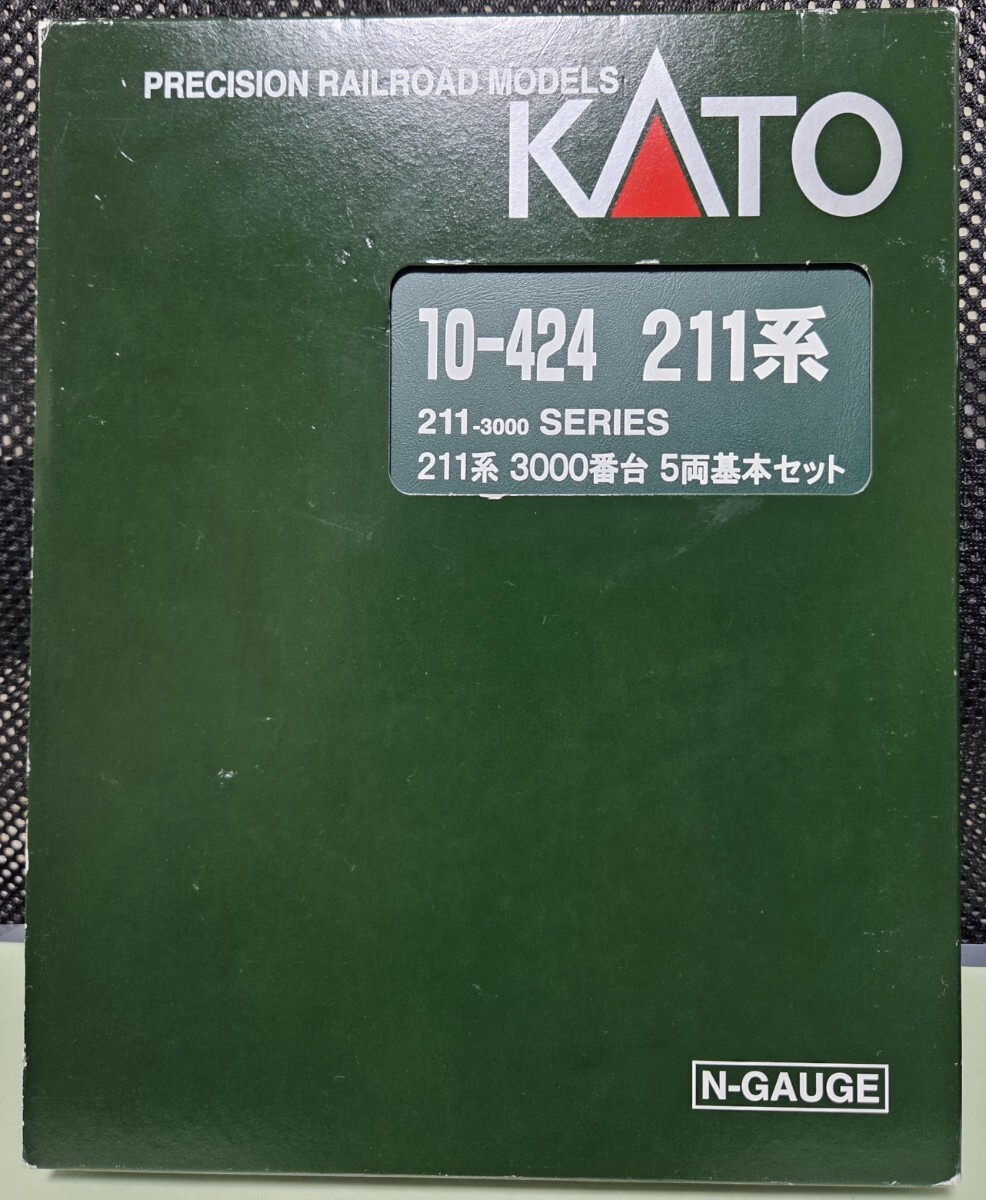 PRECISION RAILROAD MODELS
KATO
10-424 211系
211-3000 SERIES
211系 3000番台 5両基本セット
N-GAUGE